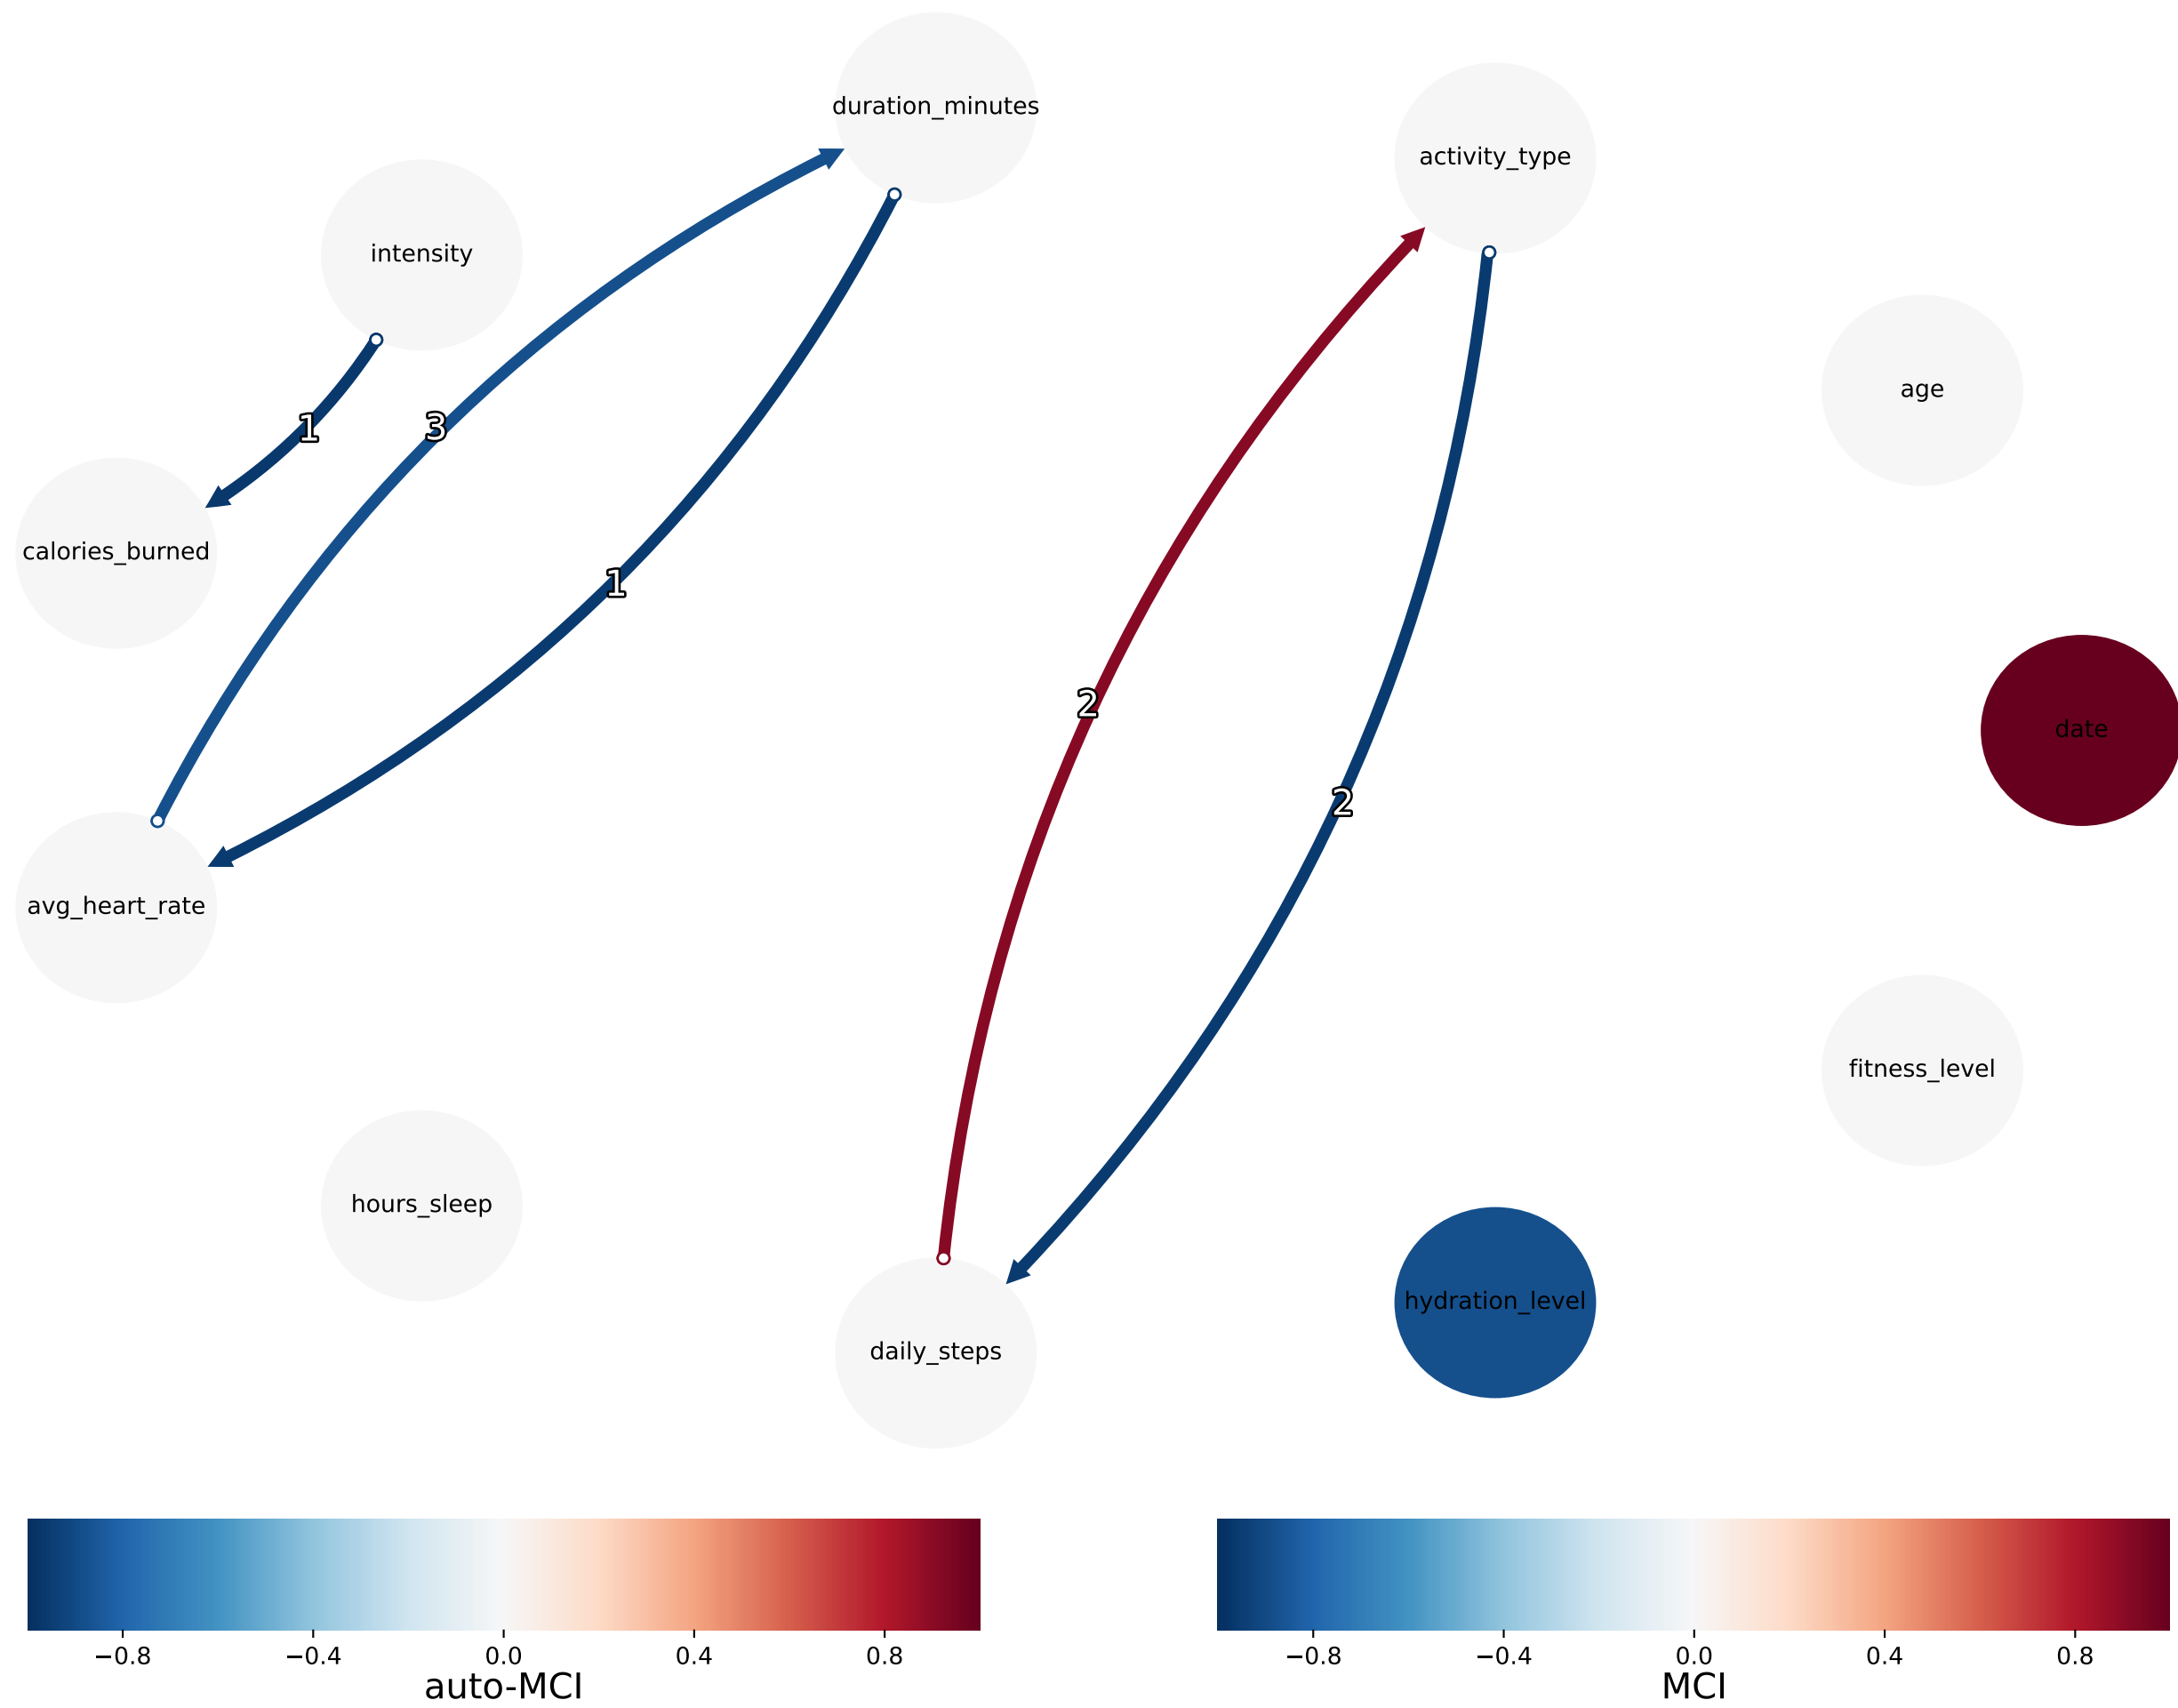 duration_minutes
activity_type
intensity
age
1
3
calories_burned
1
2
date
2
avg_heart_rate
fitness_level
hours_sleep
hydration_level
daily_steps
−0.8 −0.4 0.0 0.4 0.8
auto-MCI
−0.8 −0.4 0.0 0.4 0.8
MCI